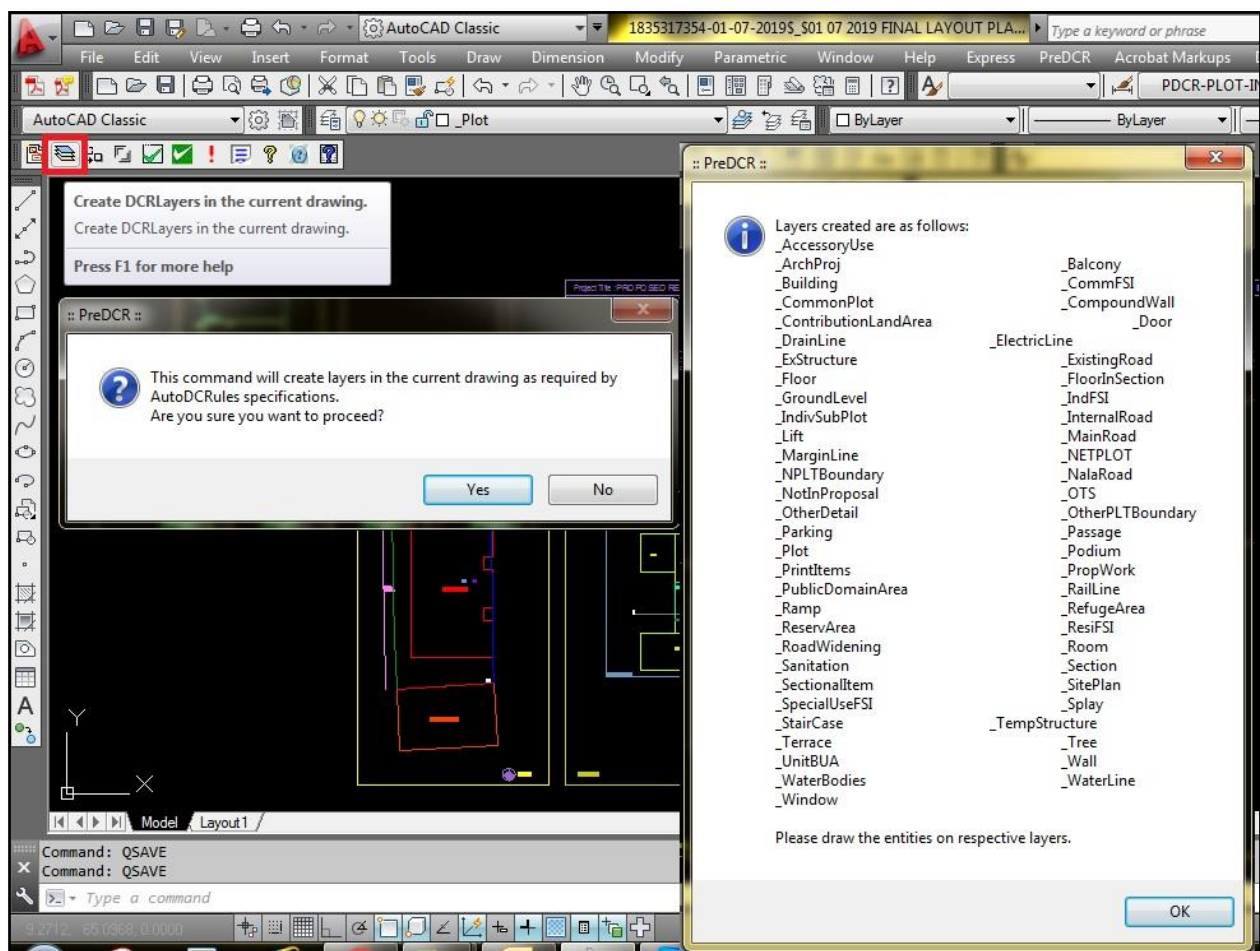 AutoCAD Classic
1835317354-01-07-2019$_$01 07 2019 FINAL LAYOUT PLA...
Type a keyword or phrase
File Edit View Insert Format Tools Draw Dimension Modify Parametric Window Help Express PreDCR Acrobat Markups
PDCR-PLOT-IN
AutoCAD Classic
_Plot
ByLayer
ByLayer
Create DCRLayers in the current drawing.
Create DCRLayers in the current drawing.
Press F1 for more help
:: PreDCR ::
This command will create layers in the current drawing as required by
AutoDCRules specifications.
Are you sure you want to proceed?
Yes No
:: PreDCR ::
Layers created are as follows:
_AccessoryUse
_ArchProj _Balcony
_Building _CommFSI
_CommonPlot _CompoundWall
_ContributionLandArea _Door
_DrainLine _ElectricLine
_ExStructure _ExistingRoad
_Floor _FloorInSection
_GroundLevel _IndFSI
_IndivSubPlot _InternalRoad
_Lift _MainRoad
_MarginLine _NETPLOT
_NPLTBoundary _NalaRoad
_NotInProposal _OTS
_OtherDetail _OtherPLTBoundary
_Parking _Passage
_Plot _Podium
_PrintItems _PropWork
_PublicDomainArea _RailLine
_Ramp _RefugeArea
_ReservArea _ResiFSI
_RoadWidening _Room
_Sanitation _Section
_SectionalItem _SitePlan
_SpecialUseFSI _Splay
_StairCase _TempStructure
_Terrace _Tree
_UnitBUA _Wall
_WaterBodies _WaterLine
_Window
Please draw the entities on respective layers.
OK
Y
X
Model Layout1
Command: QSAVE
Command: QSAVE
Type a command